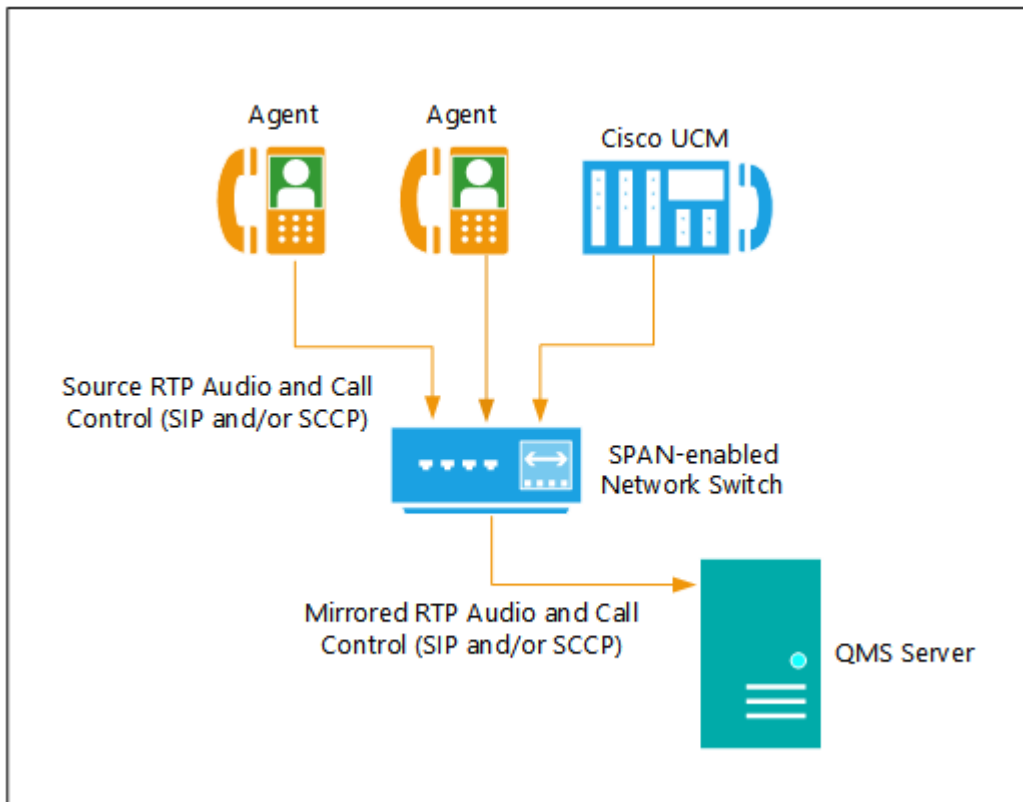 Agent
Agent
Cisco UCM
Source RTP Audio and Call
Control (SIP and/or SCCP)
SPAN-enabled
Network Switch
Mirrored RTP Audio and Call
Control (SIP and/or SCCP)
QMS Server